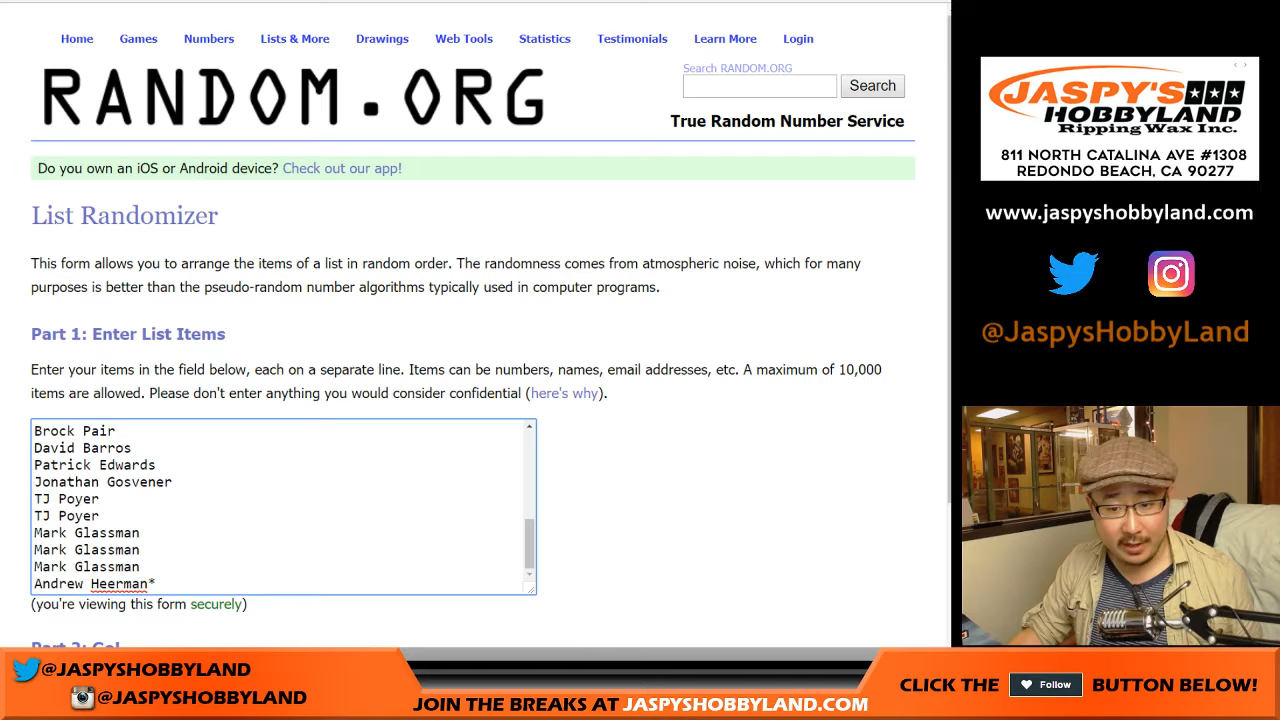 Home Games Numbers Lists & More Drawings Web Tools Statistics Testimonials Learn More Login
RANDOM.ORG
Search RANDOM.ORG
Search
True Random Number Service
Do you own an iOS or Android device? Check out our app!
List Randomizer
This form allows you to arrange the items of a list in random order. The randomness comes from atmospheric noise, which for many
purposes is better than the pseudo-random number algorithms typically used in computer programs.
Part 1: Enter List Items
Enter your items in the field below, each on a separate line. Items can be numbers, names, email addresses, etc. A maximum of 10,000
items are allowed. Please don't enter anything you would consider confidential (here's why).
Brock Pair
David Barros
Patrick Edwards
Jonathan Gosvener
TJ Poyer
TJ Poyer
Mark Glassman
Mark Glassman
Mark Glassman
Andrew Heerman*
(you're viewing this form securely)
JASPY'S
HOBBYLAND
Ripping Wax Inc.
811 NORTH CATALINA AVE #1308
REDONDO BEACH, CA 90277
www.jaspyshobbyland.com
@JaspysHobbyLand
@JASPYSHOBBYLAND
@JASPYSHOBBYLAND
JOIN THE BREAKS AT JASPYSHOBBYLAND.COM
CLICK THE Follow BUTTON BELOW!